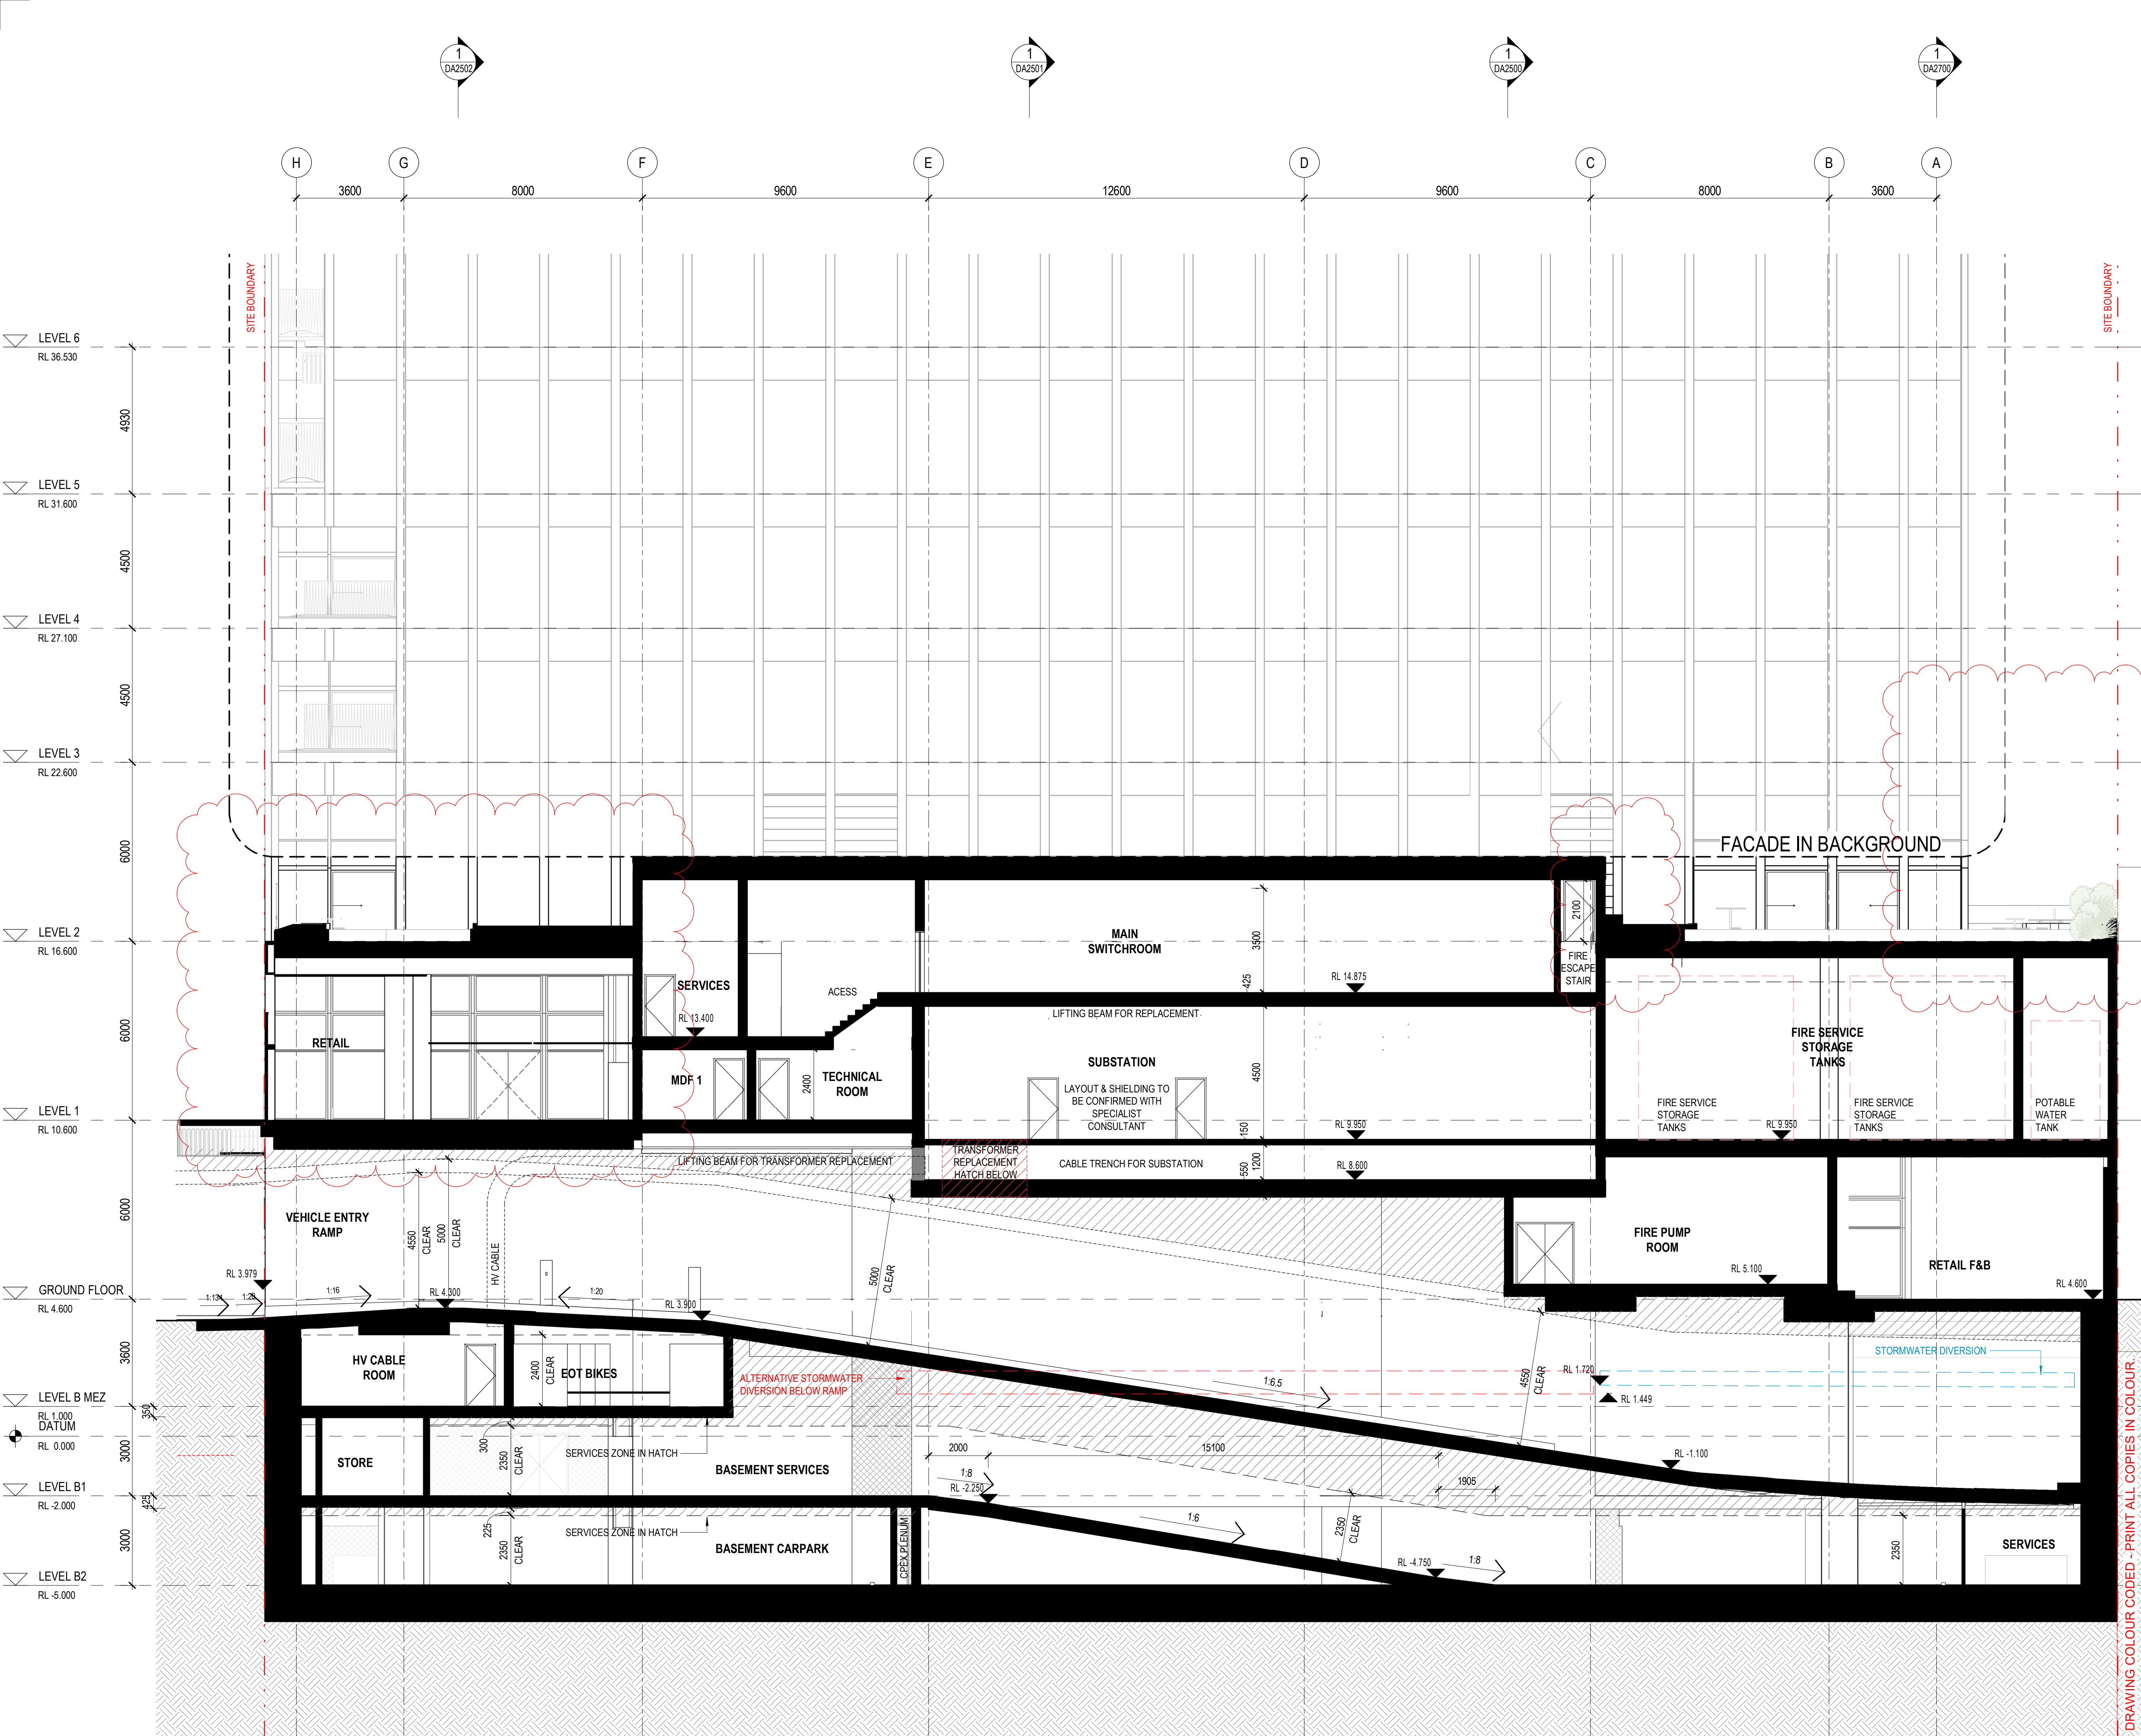 1
DA2502
1
DA2501
1
DA2500
1
DA2700
H
G
F
E
D
C
B
A
3600
8000
9600
12600
9600
8000
3600
SITE BOUNDARY
SITE BOUNDARY
LEVEL 6
RL 36.530
4930
LEVEL 5
RL 31.600
4500
LEVEL 4
RL 27.100
4500
LEVEL 3
RL 22.600
6000
FACADE IN BACKGROUND
LEVEL 2
RL 16.600
6000
LEVEL 1
RL 10.600
6000
GROUND FLOOR
RL 4.600
3600
LEVEL B MEZ
RL 1.000
350
DATUM
RL 0.000
3000
LEVEL B1
RL -2.000
425
3000
LEVEL B2
RL -5.000
MAIN
SWITCHROOM
3500
425
RL 14.875
2100
FIRE
ESCAPE
STAIR
SERVICES
RL 13.400
ACESS
RETAIL
MDF 1
2400
TECHNICAL
ROOM
LIFTING BEAM FOR REPLACEMENT
SUBSTATION
LAYOUT & SHIELDING TO
BE CONFIRMED WITH
SPECIALIST
CONSULTANT
4500
150
RL 9.950
FIRE SERVICE
STORAGE
TANKS
FIRE SERVICE
STORAGE
TANKS
FIRE SERVICE
STORAGE
TANKS
POTABLE
WATER
TANK
RL 9.950
LIFTING BEAM FOR TRANSFORMER REPLACEMENT
TRANSFORMER
REPLACEMENT
HATCH BELOW
CABLE TRENCH FOR SUBSTATION
1200
550
RL 8.600
VEHICLE ENTRY
RAMP
4550
CLEAR
5000
CLEAR
HV CABLE
5000
CLEAR
FIRE PUMP
ROOM
RL 5.100
RETAIL F&B
RL 4.600
RL 3.979
1:134
1:20
1:16
RL 4.300
1:20
RL 3.900
HV CABLE
ROOM
2400
CLEAR
EOT BIKES
ALTERNATIVE STORMWATER
DIVERSION BELOW RAMP
1:6.5
4550
CLEAR
RL 1.720
RL 1.449
STORMWATER DIVERSION
STORE
300
2350
CLEAR
SERVICES ZONE IN HATCH
BASEMENT SERVICES
2000
15100
1905
RL -1.100
1:8
RL -2.250
225
2350
CLEAR
SERVICES ZONE IN HATCH
BASEMENT CARPARK
CPEX PLENUM
1:6
2350
CLEAR
RL -4.750
1:8
2350
SERVICES
DRAWING COLOUR CODED - PRINT ALL COPIES IN COLOUR